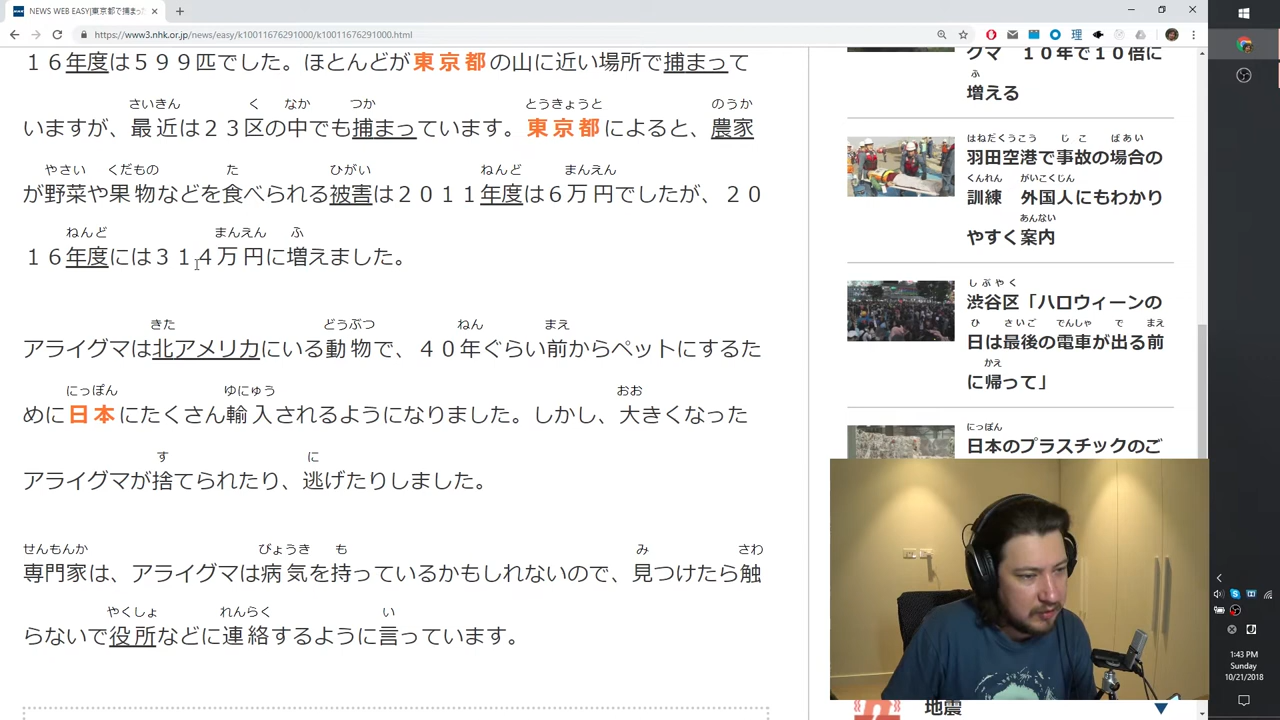 NEWS WEB EASY|東京都で捕まっ
https://www3.nhk.or.jp/news/easy/k10011676291000/k10011676291000.html
１６年度は５９９匹でした。ほとんどが東京都の山に近い場所で捕まって
さいきん く なか つか とうきょうと のうか
いますが、最近は２３区の中でも捕まっています。東京都によると、農家
やさい くだもの た ひがい ねんど まんえん
が野菜や果物などを食べられる被害は２０１１年度は６万円でしたが、２０
ねんど まんえん ふ
１６年度には３１４万円に増えました。
きた どうぶつ ねん まえ
アライグマは北アメリカにいる動物で、４０年ぐらい前からペットにするた
にっぽん ゆにゅう おお
めに日本にたくさん輸入されるようになりました。しかし、大きくなった
す に
アライグマが捨てられたり、逃げたりしました。
せんもんか びょうき も み さわ
専門家は、アライグマは病気を持っているかもしれないので、見つけたら触
やくしょ れんらく い
らないで役所などに連絡するように言っています。
グマ １０年で１０倍に
ふ
増える
はねだくうこう じこ ばあい
羽田空港で事故の場合の
くんれん がいこくじん
訓練 外国人にもわかり
あんない
やすく案内
しぶやく
渋谷区「ハロウィーンの
ひ さいご でんしゃ で まえ
日は最後の電車が出る前
かえ
に帰って」
にっぽん
日本のプラスチックのご
地震
1:43 PM
Sunday
10/21/2018